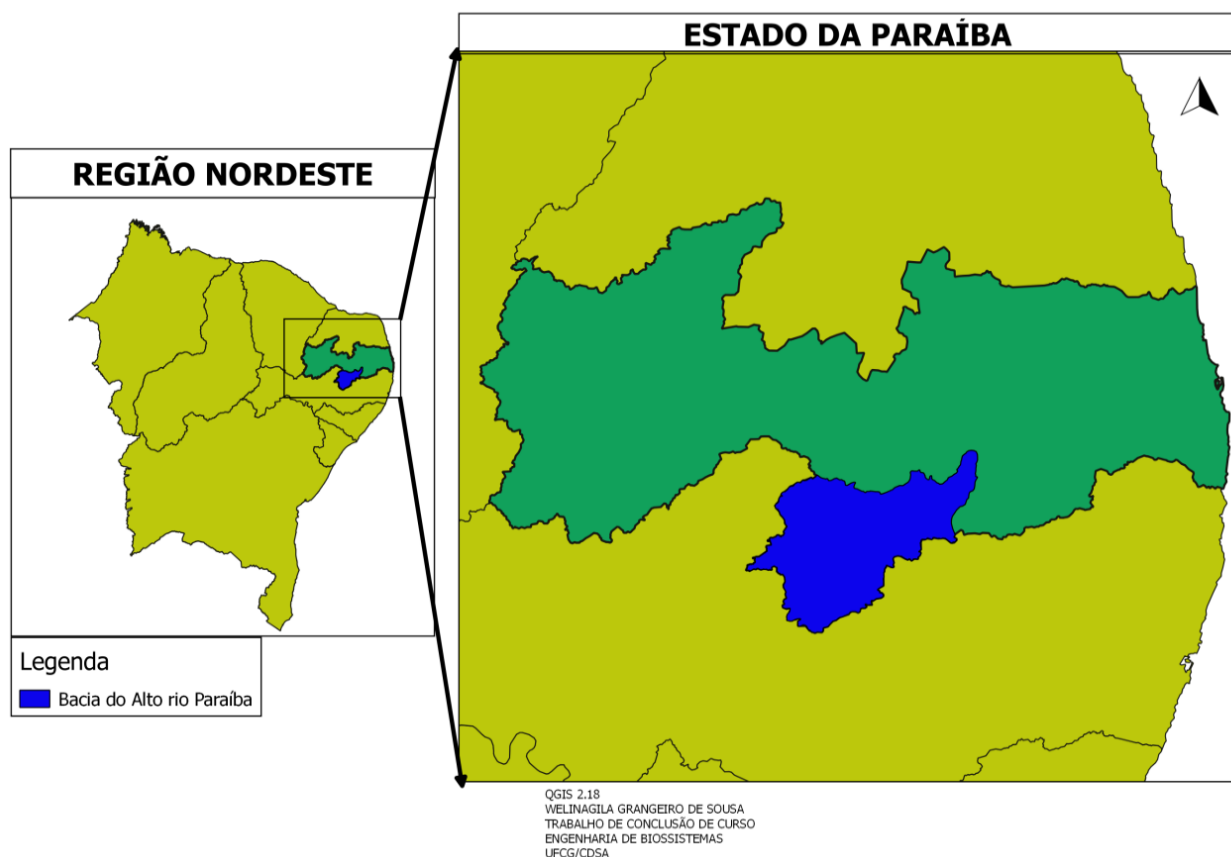 ESTADO DA PARAÍBA
REGIÃO NORDESTE
Legenda
Bacia do Alto rio Paraíba
QGIS 2.18
WELINAGILA GRANGEIRO DE SOUSA
TRABALHO DE CONCLUSÃO DE CURSO
ENGENHARIA DE BIOSSISTEMAS
UFCG/CDSA